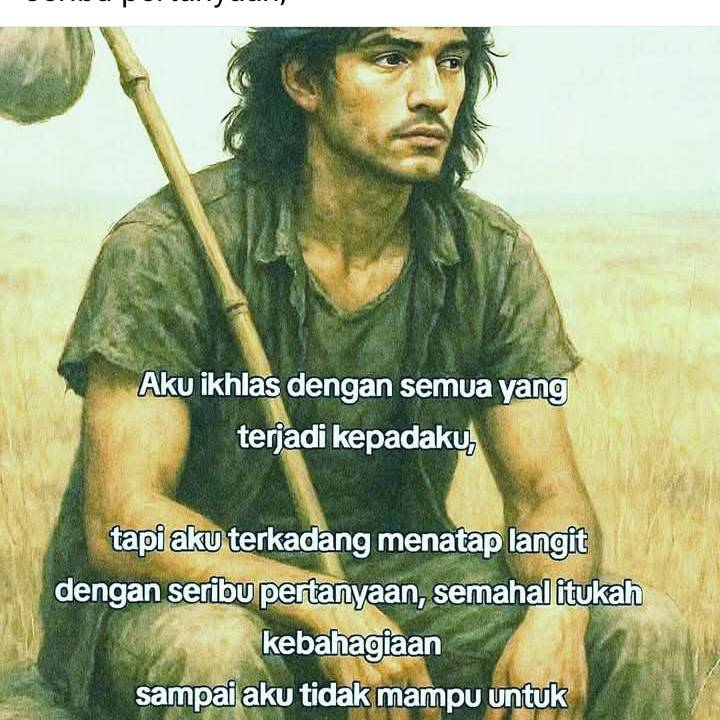 Aku ikhlas dengan semua yang
terjadi kepadaku,
tapi aku terkadang menatap langit
dengan seribu pertanyaan, semahal itukah
kebahagiaan
sampai aku tidak mampu untuk